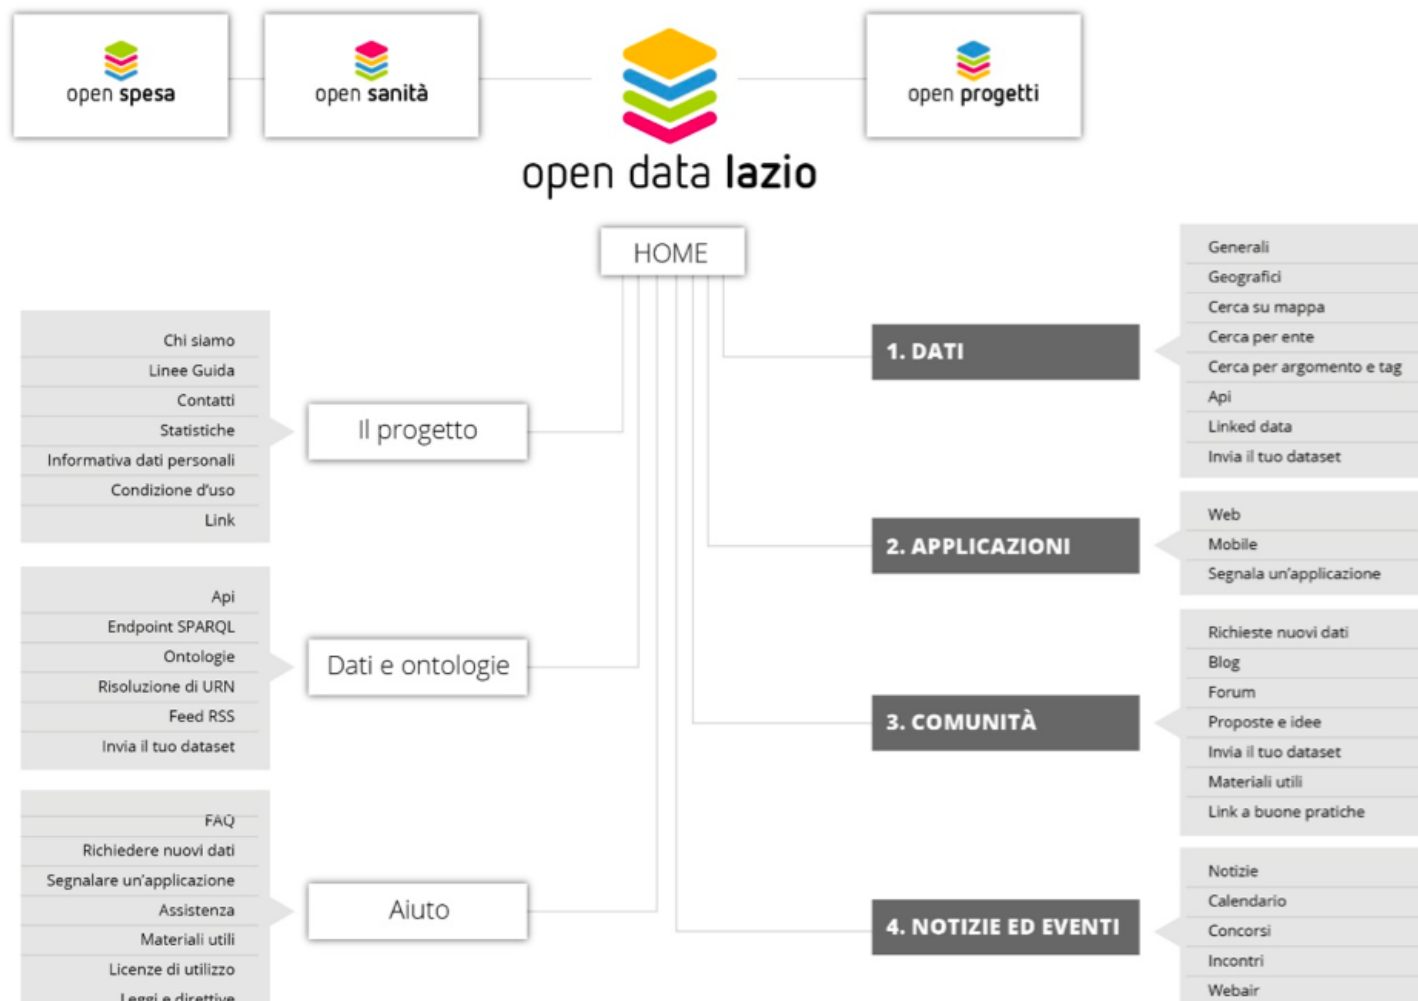 open spesa
open sanità
open progetti
open data lazio
HOME
Chi siamo
Linee Guida
Contatti
Statistiche
Informativa dati personali
Condizione d'uso
Link
Il progetto
Api
Endpoint SPARQL
Ontologie
Risoluzione di URN
Feed RSS
Invia il tuo dataset
Dati e ontologie
FAQ
Richiedere nuovi dati
Segnalare un'applicazione
Assistenza
Materiali utili
Licenze di utilizzo
Leggi e direttive
Aiuto
1. DATI
Generali
Geografici
Cerca su mappa
Cerca per ente
Cerca per argomento e tag
Api
Linked data
Invia il tuo dataset
2. APPLICAZIONI
Web
Mobile
Segnala un'applicazione
3. COMUNITÀ
Richieste nuovi dati
Blog
Forum
Proposte e idee
Invia il tuo dataset
Materiali utili
Link a buone pratiche
4. NOTIZIE ED EVENTI
Notizie
Calendario
Concorsi
Incontri
Webair